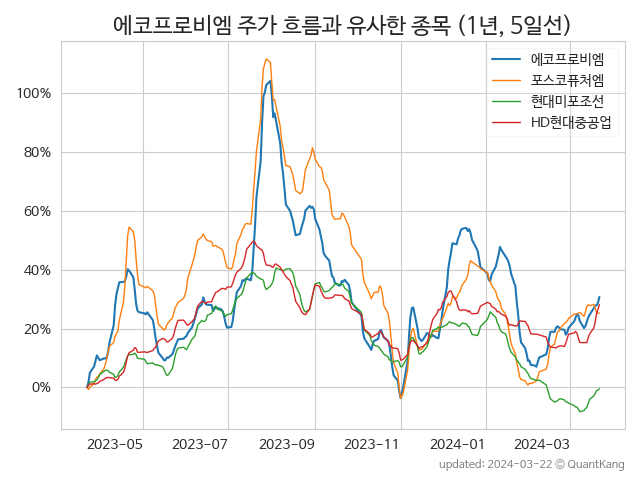 에코프로비엠 주가 흐름과 유사한 종목 (1년, 5일선)
에코프로비엠
포스코퓨처엠
현대미포조선
HD현대중공업
100%
80%
60%
40%
20%
0%
2023-05 2023-07 2023-09 2023-11 2024-01 2024-03
updated: 2024-03-22 © QuantKang